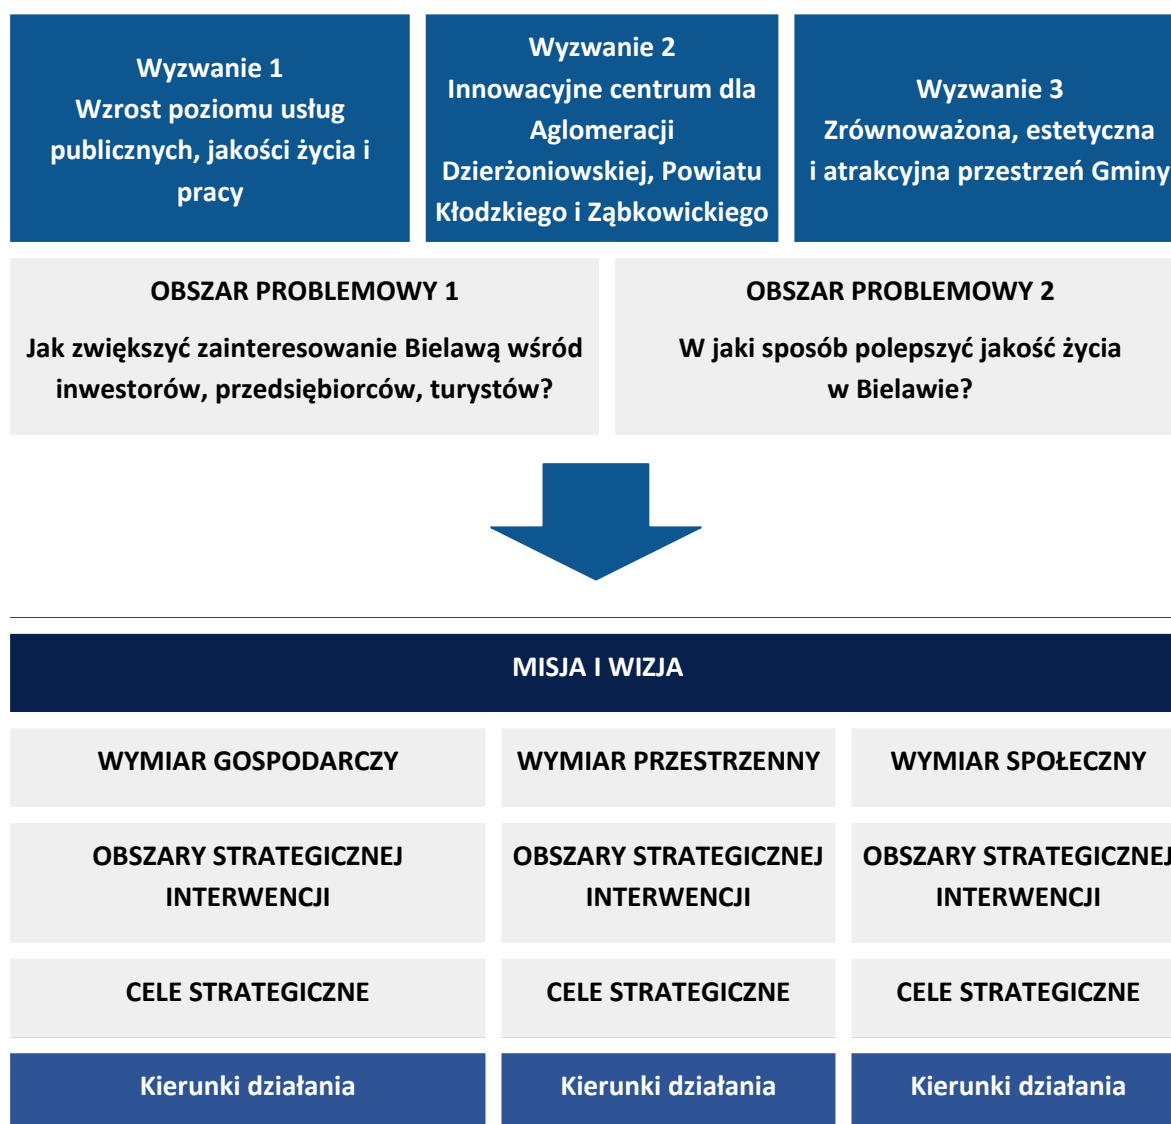 Wyzwanie 1
Wzrost poziomu usług
publicznych, jakości życia i
pracy
Wyzwanie 2
Innowacyjne centrum dla
Aglomeracji
Dzierżoniowskiej, Powiatu
Kłodzkiego i Ząbkowickiego
Wyzwanie 3
Zrównoważona, estetyczna
i atrakcyjna przestrzeń Gminy
OBSZAR PROBLEMOWY 1
Jak zwiększyć zainteresowanie Bielawą wśród
inwestorów, przedsiębiorców, turystów?
OBSZAR PROBLEMOWY 2
W jaki sposób polepszyć jakość życia
w Bielawie?
MISJA I WIZJA
WYMIAR GOSPODARCZY
WYMIAR PRZESTRZENNY
WYMIAR SPOŁECZNY
OBSZARY STRATEGICZNEJ
INTERWENCJI
OBSZARY STRATEGICZNEJ
INTERWENCJI
OBSZARY STRATEGICZNEJ
INTERWENCJI
CELE STRATEGICZNE
CELE STRATEGICZNE
CELE STRATEGICZNE
Kierunki działania
Kierunki działania
Kierunki działania